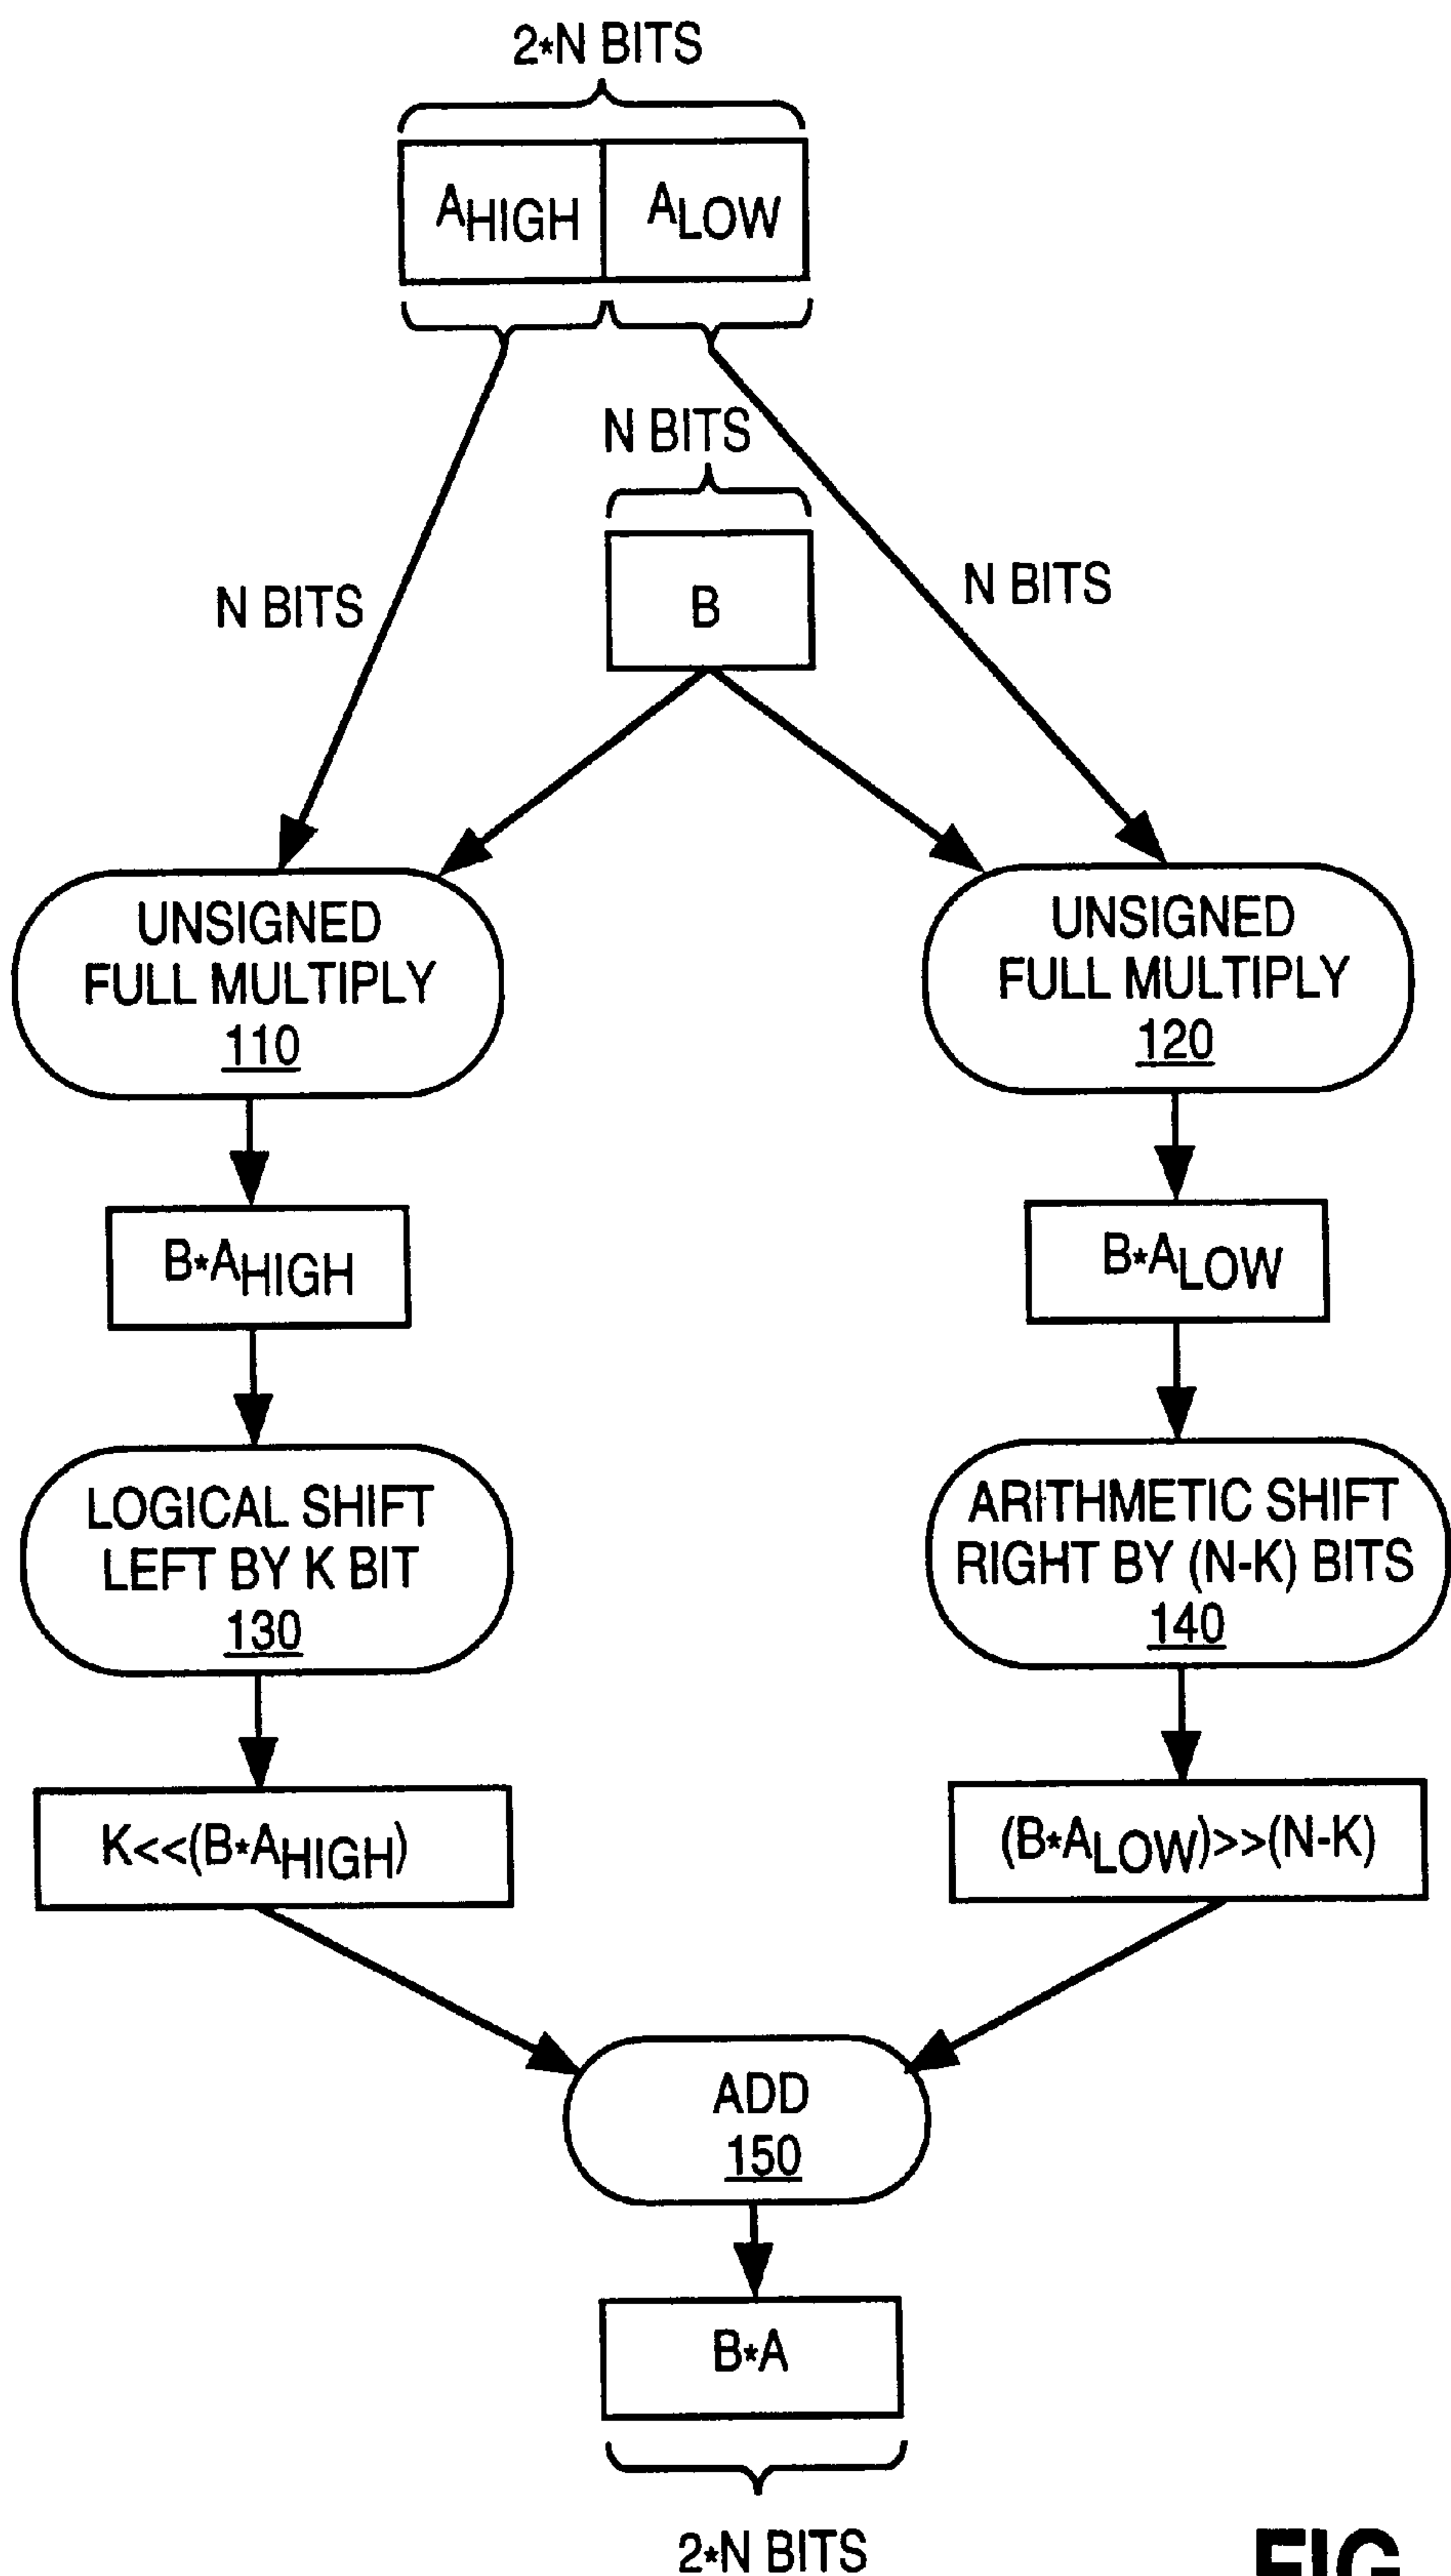 2*N BITS
AHIGH ALOW
N BITS
N BITS
N BITS
B
UNSIGNED
FULL MULTIPLY
110
UNSIGNED
FULL MULTIPLY
120
B*AHIGH
B*ALOW
LOGICAL SHIFT
LEFT BY K BIT
130
ARITHMETIC SHIFT
RIGHT BY (N-K) BITS
140
K<<(B*AHIGH)
(B*ALOW)>>(N-K)
ADD
150
B*A
2*N BITS
FIG